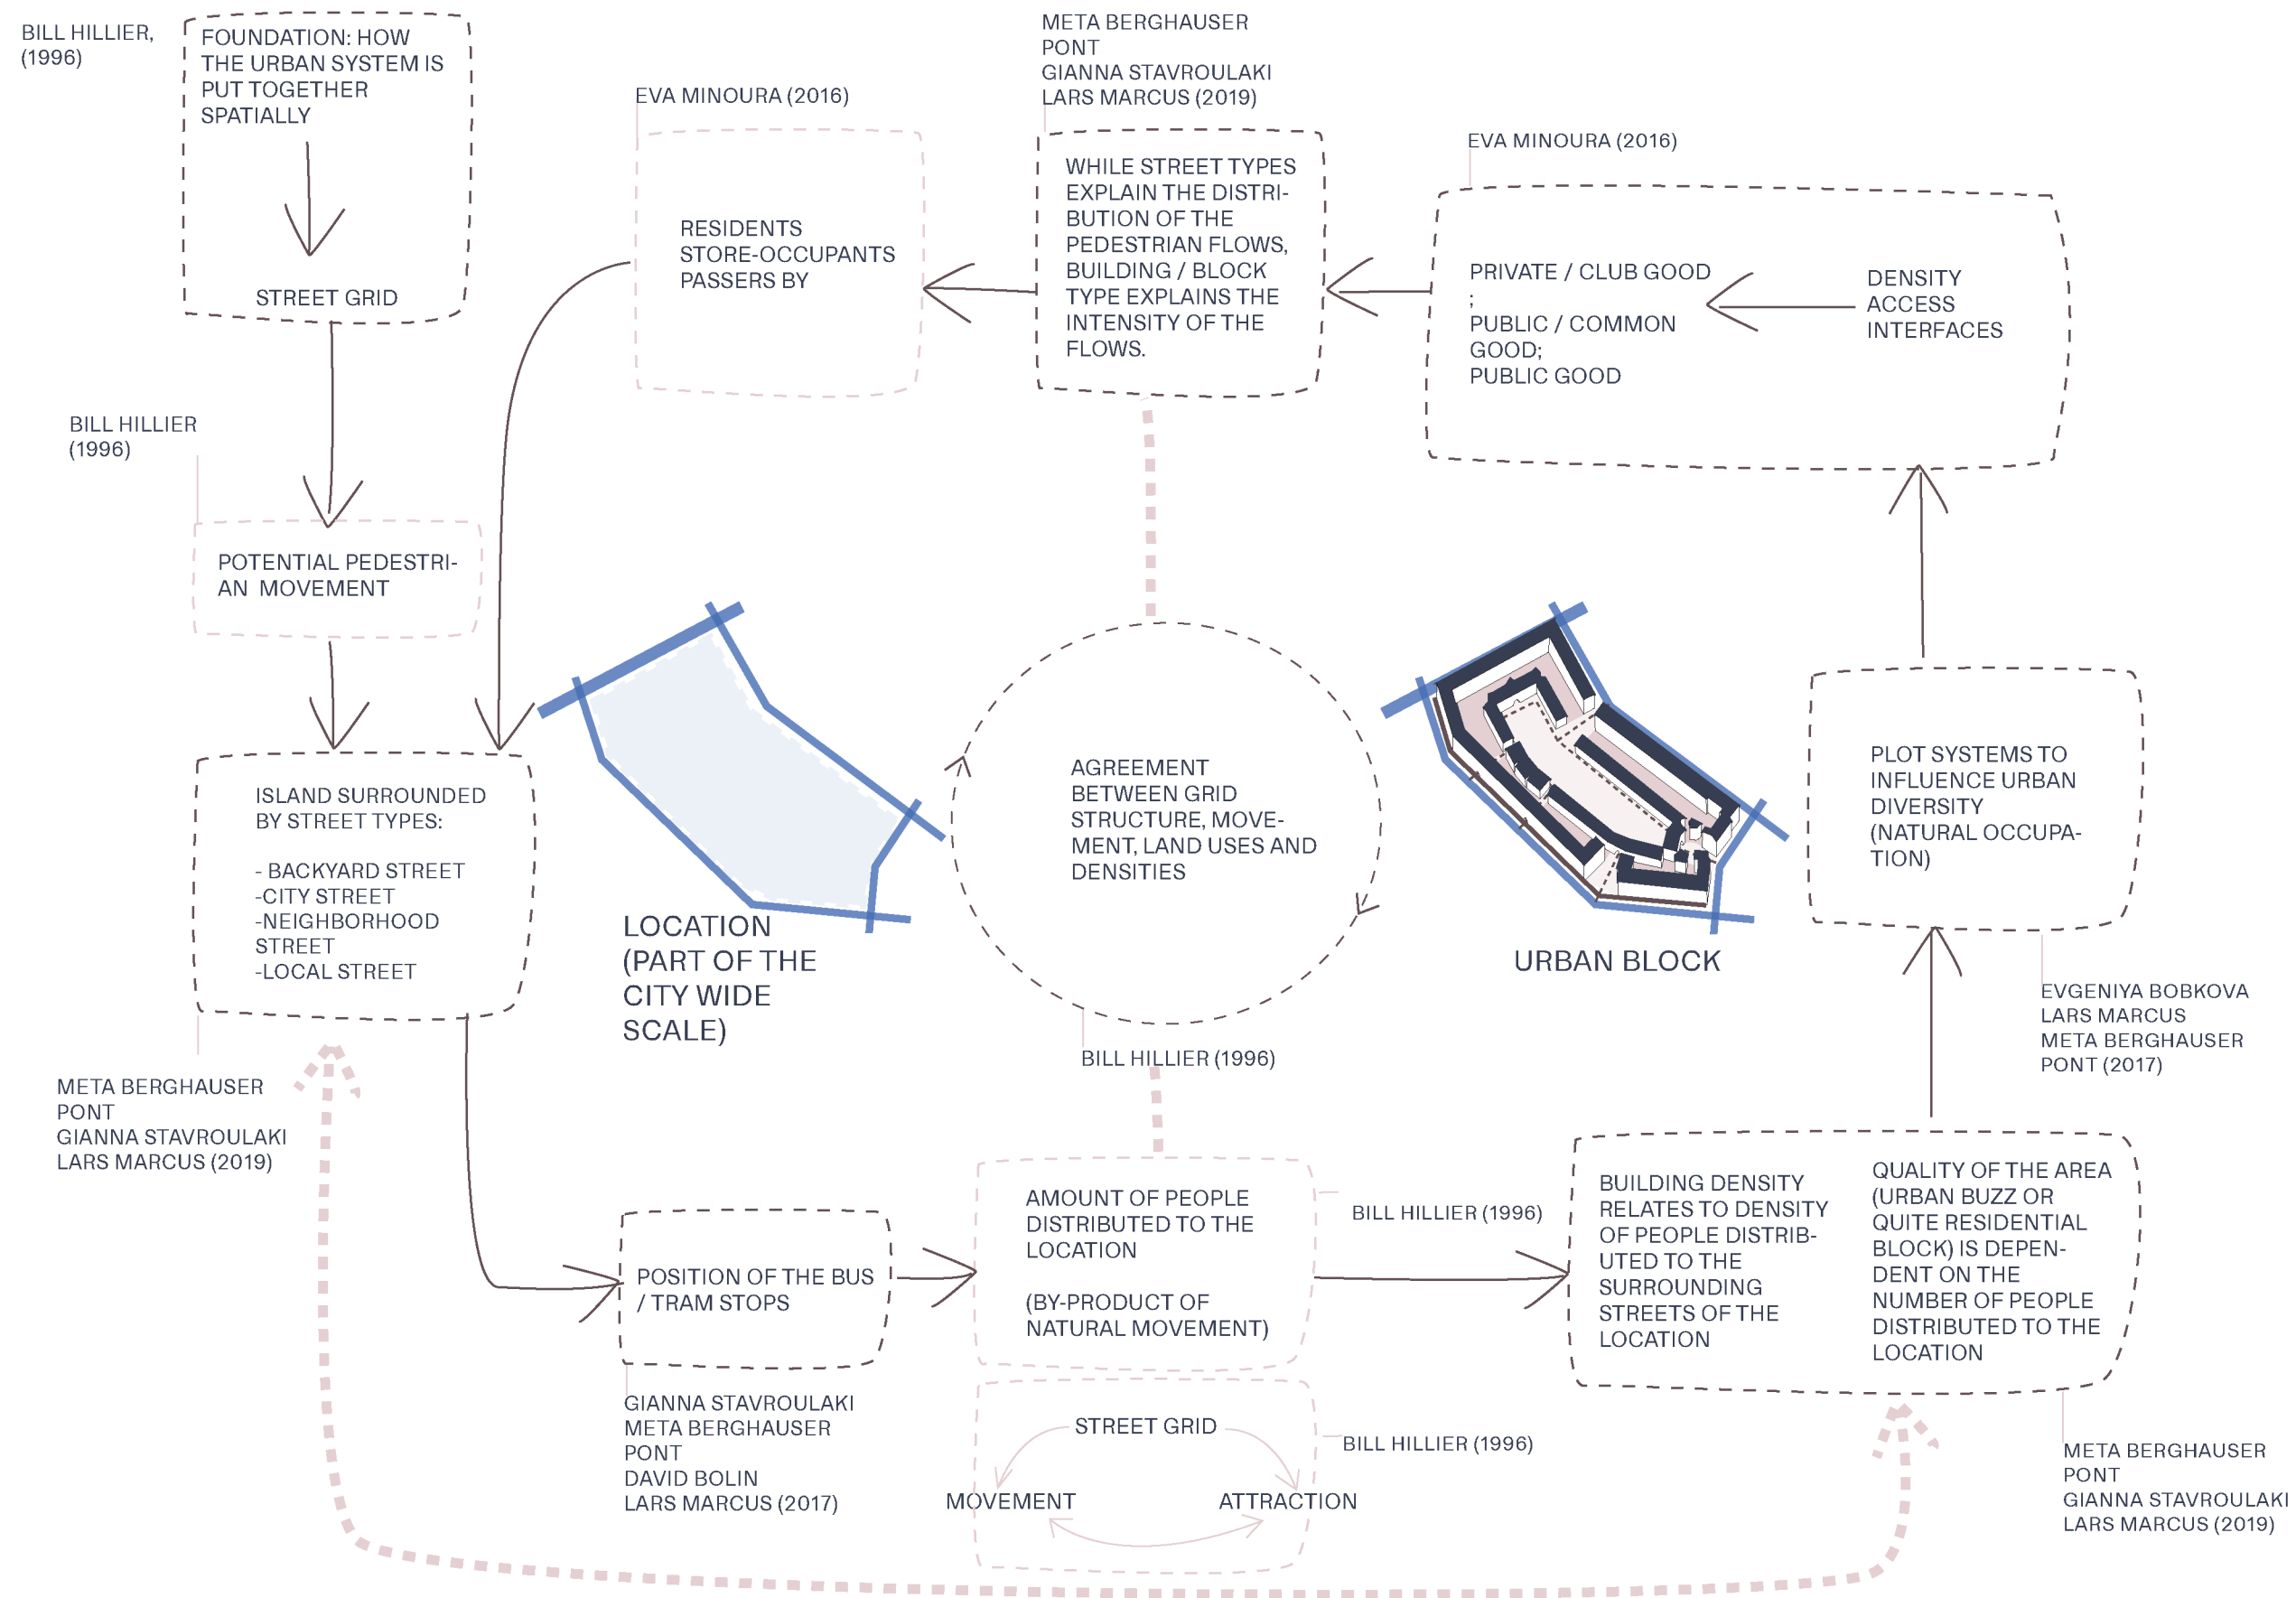 BILL HILLIER,
(1996)
FOUNDATION: HOW
THE URBAN SYSTEM IS
PUT TOGETHER
SPATIALLY
STREET GRID
BILL HILLIER
(1996)
POTENTIAL PEDESTRI-
AN MOVEMENT
ISLAND SURROUNDED
BY STREET TYPES:
- BACKYARD STREET
-CITY STREET
-NEIGHBORHOOD
STREET
-LOCAL STREET
META BERGHAUSER
PONT
GIANNA STAVROULAKI
LARS MARCUS (2019)
EVA MINOURA (2016)
RESIDENTS
STORE-OCCUPANTS
PASSERS BY
META BERGHAUSER
PONT
GIANNA STAVROULAKI
LARS MARCUS (2019)
WHILE STREET TYPES
EXPLAIN THE DISTRI-
BUTION OF THE
PEDESTRIAN FLOWS,
BUILDING / BLOCK
TYPE EXPLAINS THE
INTENSITY OF THE
FLOWS.
EVA MINOURA (2016)
PRIVATE / CLUB GOOD
;
PUBLIC / COMMON
GOOD;
PUBLIC GOOD
DENSITY
ACCESS
INTERFACES
LOCATION
(PART OF THE
CITY WIDE
SCALE)
AGREEMENT
BETWEEN GRID
STRUCTURE, MOVE-
MENT, LAND USES AND
DENSITIES
BILL HILLIER (1996)
URBAN BLOCK
PLOT SYSTEMS TO
INFLUENCE URBAN
DIVERSITY
(NATURAL OCCUPA-
TION)
EVGENIYA BOBKOVA
LARS MARCUS
META BERGHAUSER
PONT (2017)
POSITION OF THE BUS
/ TRAM STOPS
GIANNA STAVROULAKI
META BERGHAUSER
PONT
DAVID BOLIN
LARS MARCUS (2017)
AMOUNT OF PEOPLE
DISTRIBUTED TO THE
LOCATION
(BY-PRODUCT OF
NATURAL MOVEMENT)
BILL HILLIER (1996)
STREET GRID
MOVEMENT
ATTRACTION
BILL HILLIER (1996)
BUILDING DENSITY
RELATES TO DENSITY
OF PEOPLE DISTRIB-
UTED TO THE
SURROUNDING
STREETS OF THE
LOCATION
QUALITY OF THE AREA
(URBAN BUZZ OR
QUITE RESIDENTIAL
BLOCK) IS DEPEN-
DENT ON THE
NUMBER OF PEOPLE
DISTRIBUTED TO THE
LOCATION
META BERGHAUSER
PONT
GIANNA STAVROULAKI
LARS MARCUS (2019)